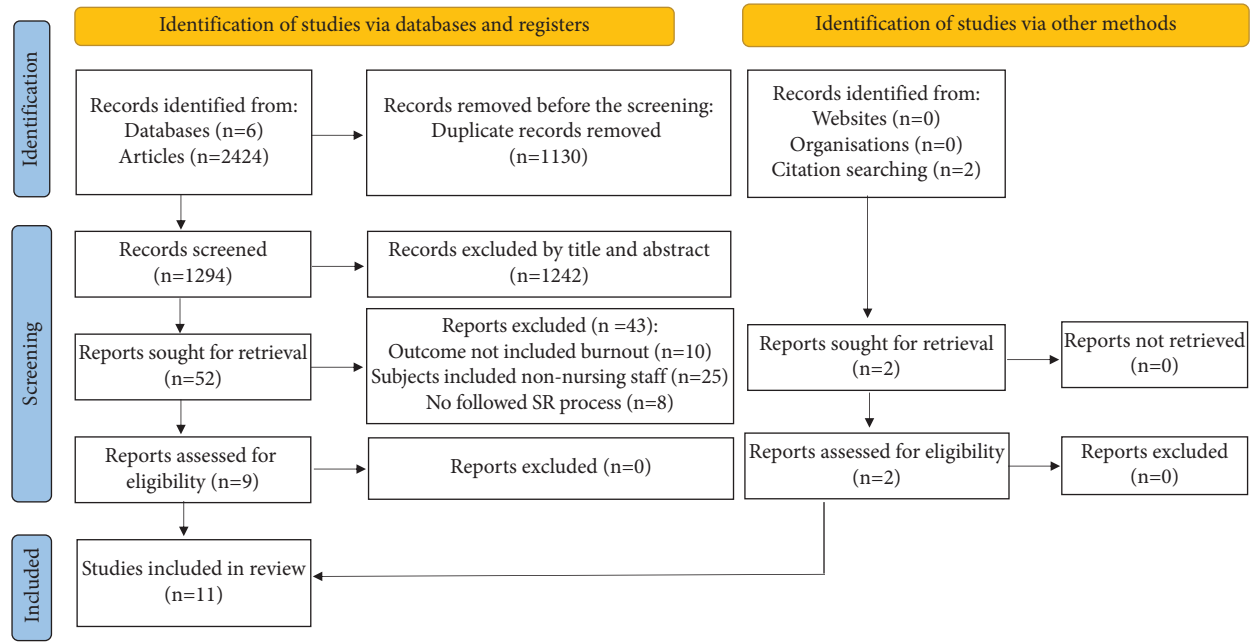 Identification of studies via databases and registers
Identification of studies via other methods
Identification
Records identified from:
Databases (n=6)
Articles (n=2424)
Records removed before the screening:
Duplicate records removed
(n=1130)
Records identified from:
Websites (n=0)
Organisations (n=0)
Citation searching (n=2)
Screening
Records screened
(n=1294)
Records excluded by title and abstract
(n=1242)
Reports sought for retrieval
(n=52)
Reports excluded (n =43):
Outcome not included burnout (n=10)
Subjects included non-nursing staff (n=25)
No followed SR process (n=8)
Reports sought for retrieval
(n=2)
Reports not retrieved
(n=0)
Reports assessed for
eligibility (n=9)
Reports excluded (n=0)
Reports assessed for eligibility
(n=2)
Reports excluded
(n=0)
Included
Studies included in review
(n=11)